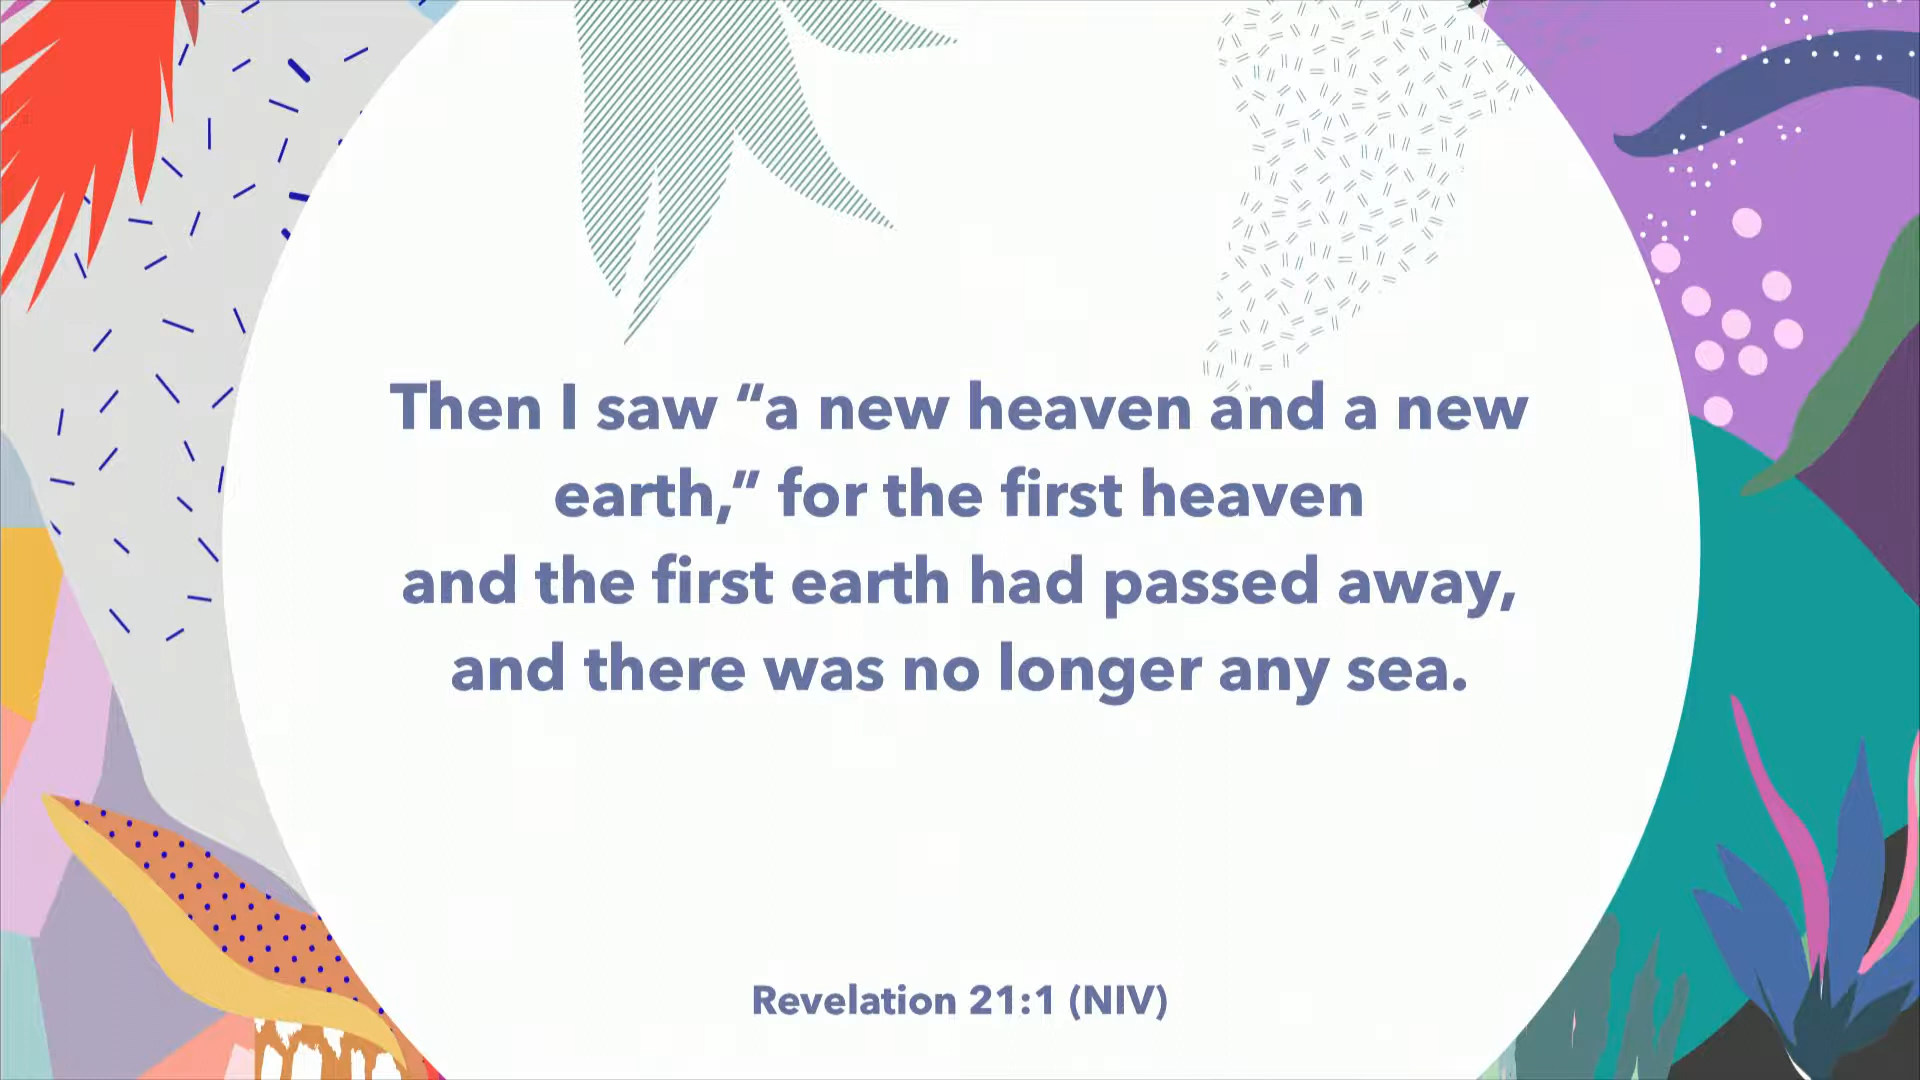 Then I saw “a new heaven and a new
earth,” for the first heaven
and the first earth had passed away,
and there was no longer any sea.
Revelation 21:1 (NIV)